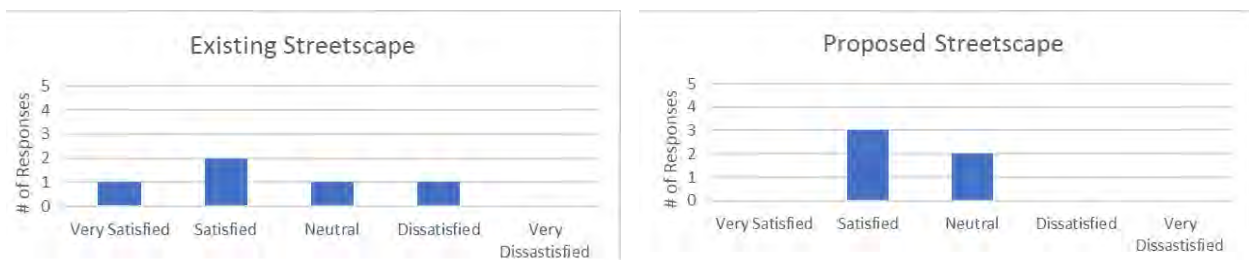 Existing Streetscape
# of Responses
5
4
3
2
1
0
Very Satisfied Satisfied Neutral Dissatisfied Very
Dissastisfied
Proposed Streetscape
# of Responses
5
4
3
2
1
0
Very Satisfied Satisfied Neutral Dissatisfied Very
Dissastisfied